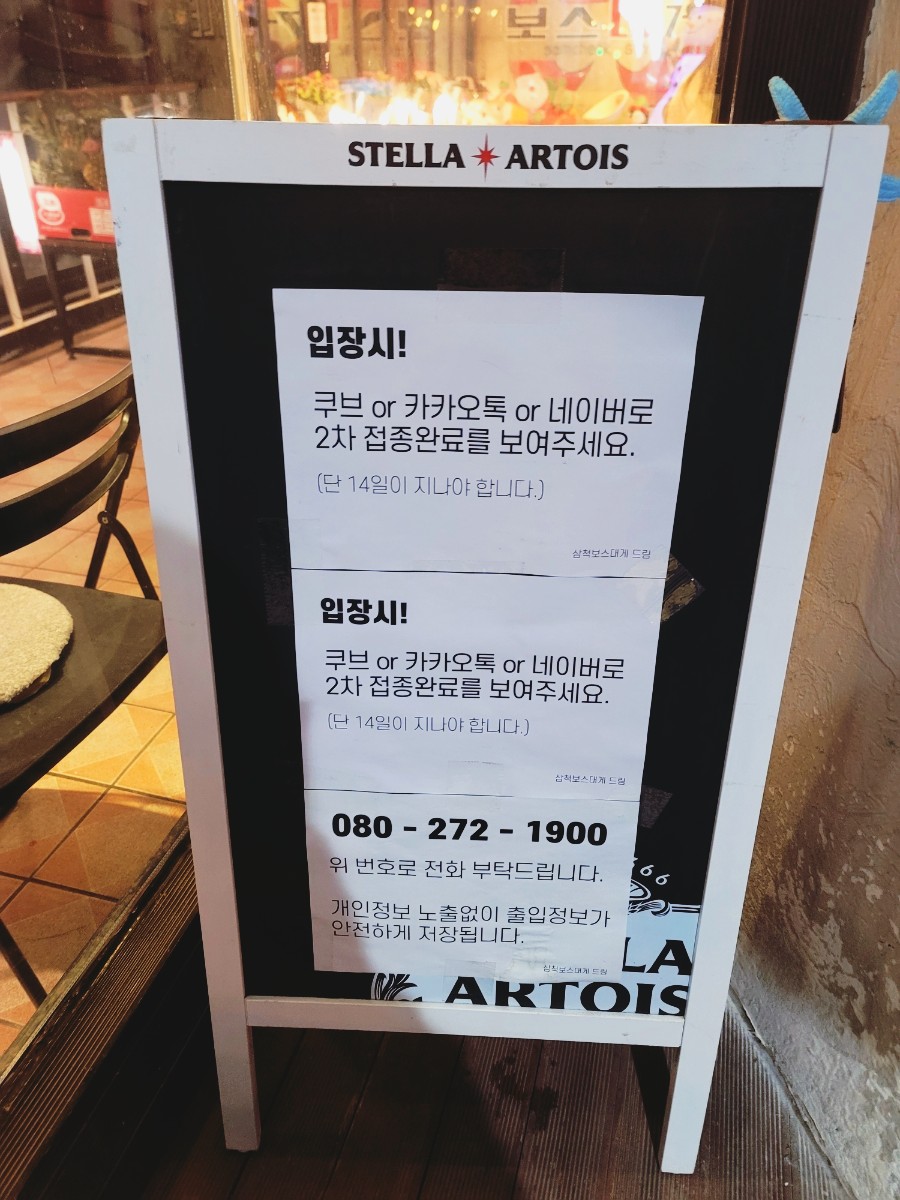 보스
STELLA ARTOIS
입장시!
쿠브 or 카카오톡 or 네이버로
2차 접종완료를 보여주세요.
(단 14일이 지나야 합니다.)
삼척보스대게 드림
입장시!
쿠브 or 카카오톡 or 네이버로
2차 접종완료를 보여주세요.
(단 14일이 지나야 합니다.)
삼척보스대게 드림
080 - 272 - 1900
위 번호로 전화 부탁드립니다.
개인정보 노출없이 출입정보가
안전하게 저장됩니다.
삼척보스대게 드림
LA
ARTOIS